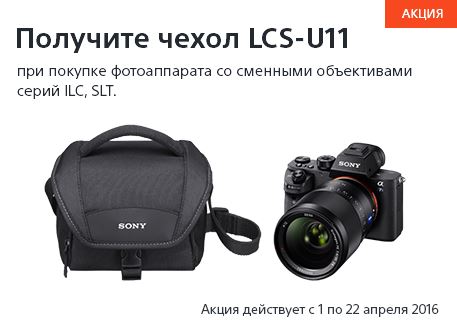 АКЦИЯ
Получите чехол LCS-U11
при покупке фотоаппарата со сменными объективами
серий ILC, SLT.
SONY
SONY
α
Акция действует с 1 по 22 апреля 2016